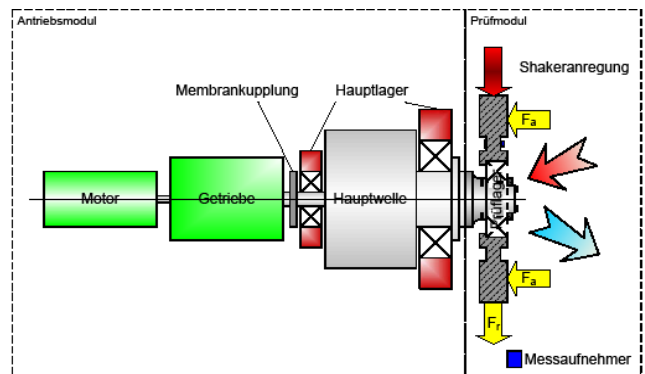 Antriebsmodul
Prüfmodul
Shakeranregung
Membrankupplung
Hauptlager
Fa
Motor
Getriebe
Hauptwelle
Prüflager
Fa
Fr
Messaufnehmer